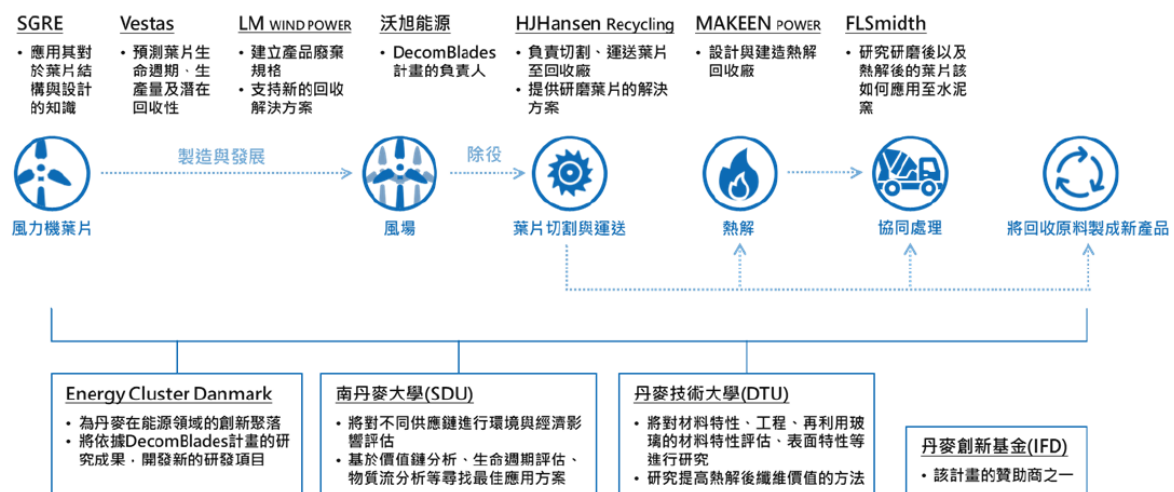 SGRE
• 應用其對
於葉片結
構與設計
的知識
Vestas
• 預測葉片生
命週期、生
產量及潛在
回收性
LM WIND POWER
• 建立產品廢棄
規格
• 支持新的回收
解決方案
沃旭能源
• DecomBlades
計畫的負責人
HJHansen Recycling
• 負責切割、運送葉片
至回收廠
• 提供研磨葉片的解決
方案
MAKEEN POWER
• 設計與建造熱解
回收廠
FLSmidth
• 研究研磨後以及
熱解後的葉片該
如何應用至水泥
窯
製造與發展
除役
風力機葉片
風場
葉片切割與運送
熱解
協同處理
將回收原料製成新產品
Energy Cluster Danmark
• 為丹麥在能源領域的創新聚落
• 將依據DecomBlades計畫的研
究成果，開發新的研發項目
南丹麥大學(SDU)
• 將對不同供應鏈進行環境與經濟影
響評估
• 基於價值鏈分析、生命週期評估、
物質流分析等尋找最佳應用方案
丹麥技術大學(DTU)
• 將對材料特性、工程、再利用玻
璃的材料特性評估、表面特性等
進行研究
• 研究提高熱解後纖維價值的方法
丹麥創新基金(IFD)
• 該計畫的贊助商之一